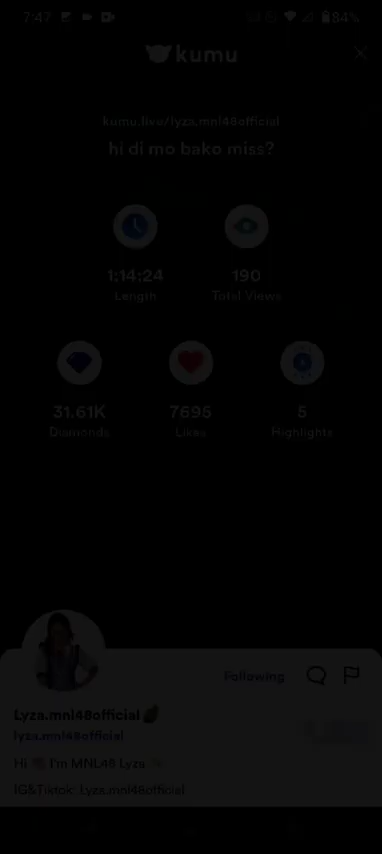 7:47 84%
kumu
kumu.live/lyza.mnl48official
hi di mo bako miss?
1:14:24 190
Length Total Views
31.61K 7695 5
Diamonds Likes Highlights
Following
Lyza.mnl48official
lyza.mnl48official
Hi I'm MNL48 Lyza
IG&Tiktok: Lyza.mnl48official